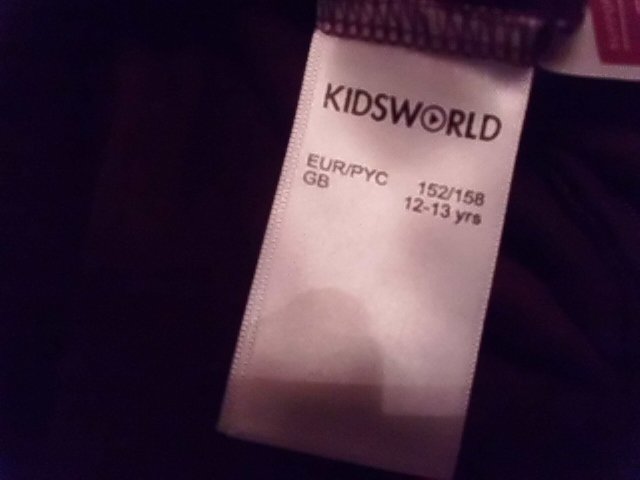 KIDSWORLD
EUR/PYC 152/158
GB 12-13 yrs